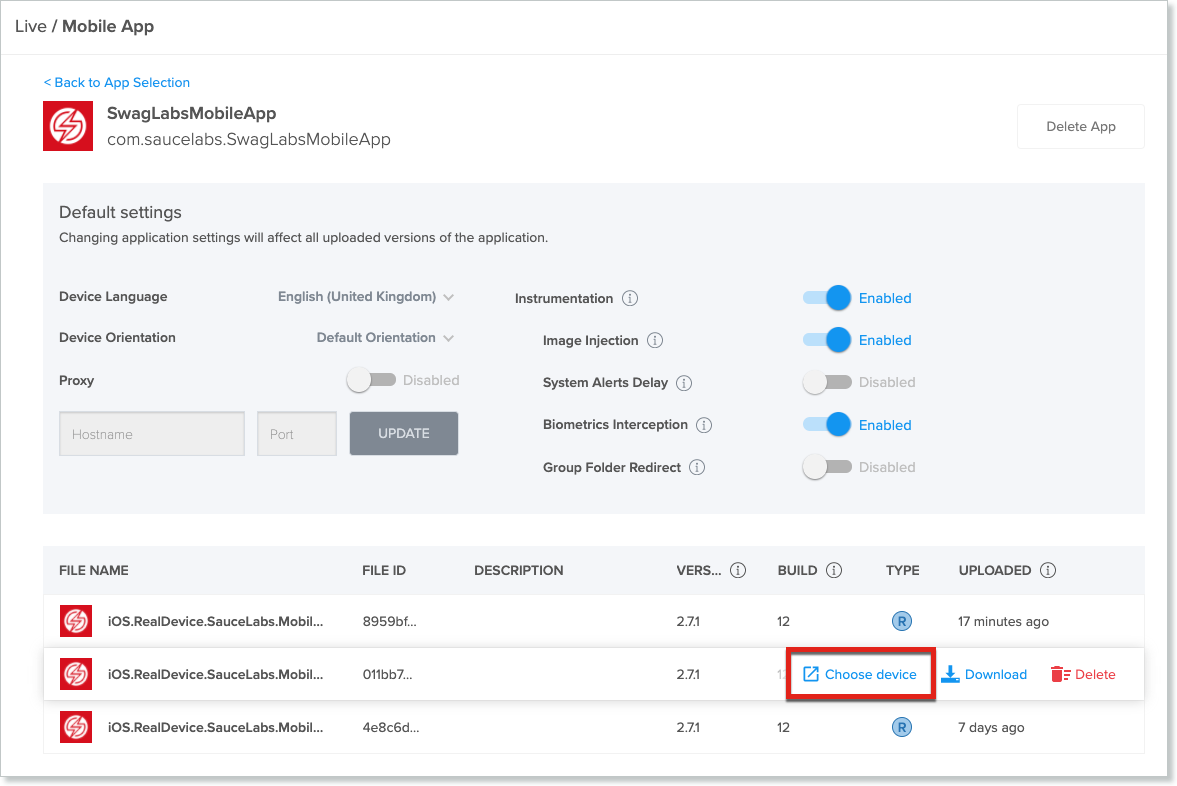 Live / Mobile App
< Back to App Selection
SwagLabsMobileApp
com.saucelabs.SwagLabsMobileApp
Delete App
Default settings
Changing application settings will affect all uploaded versions of the application.
Device Language English (United Kingdom)
Instrumentation Enabled
Device Orientation Default Orientation
Image Injection Enabled
Proxy Disabled
System Alerts Delay Disabled
Hostname Port UPDATE
Biometrics Interception Enabled
Group Folder Redirect Disabled
FILE NAME FILE ID DESCRIPTION VERS... BUILD TYPE UPLOADED
iOS.RealDevice.SauceLabs.Mobil... 8959bf... 2.7.1 12 R 17 minutes ago
iOS.RealDevice.SauceLabs.Mobil... 011bb7... 2.7.1 Choose device Download Delete
iOS.RealDevice.SauceLabs.Mobil... 4e8c6d... 2.7.1 12 R 7 days ago